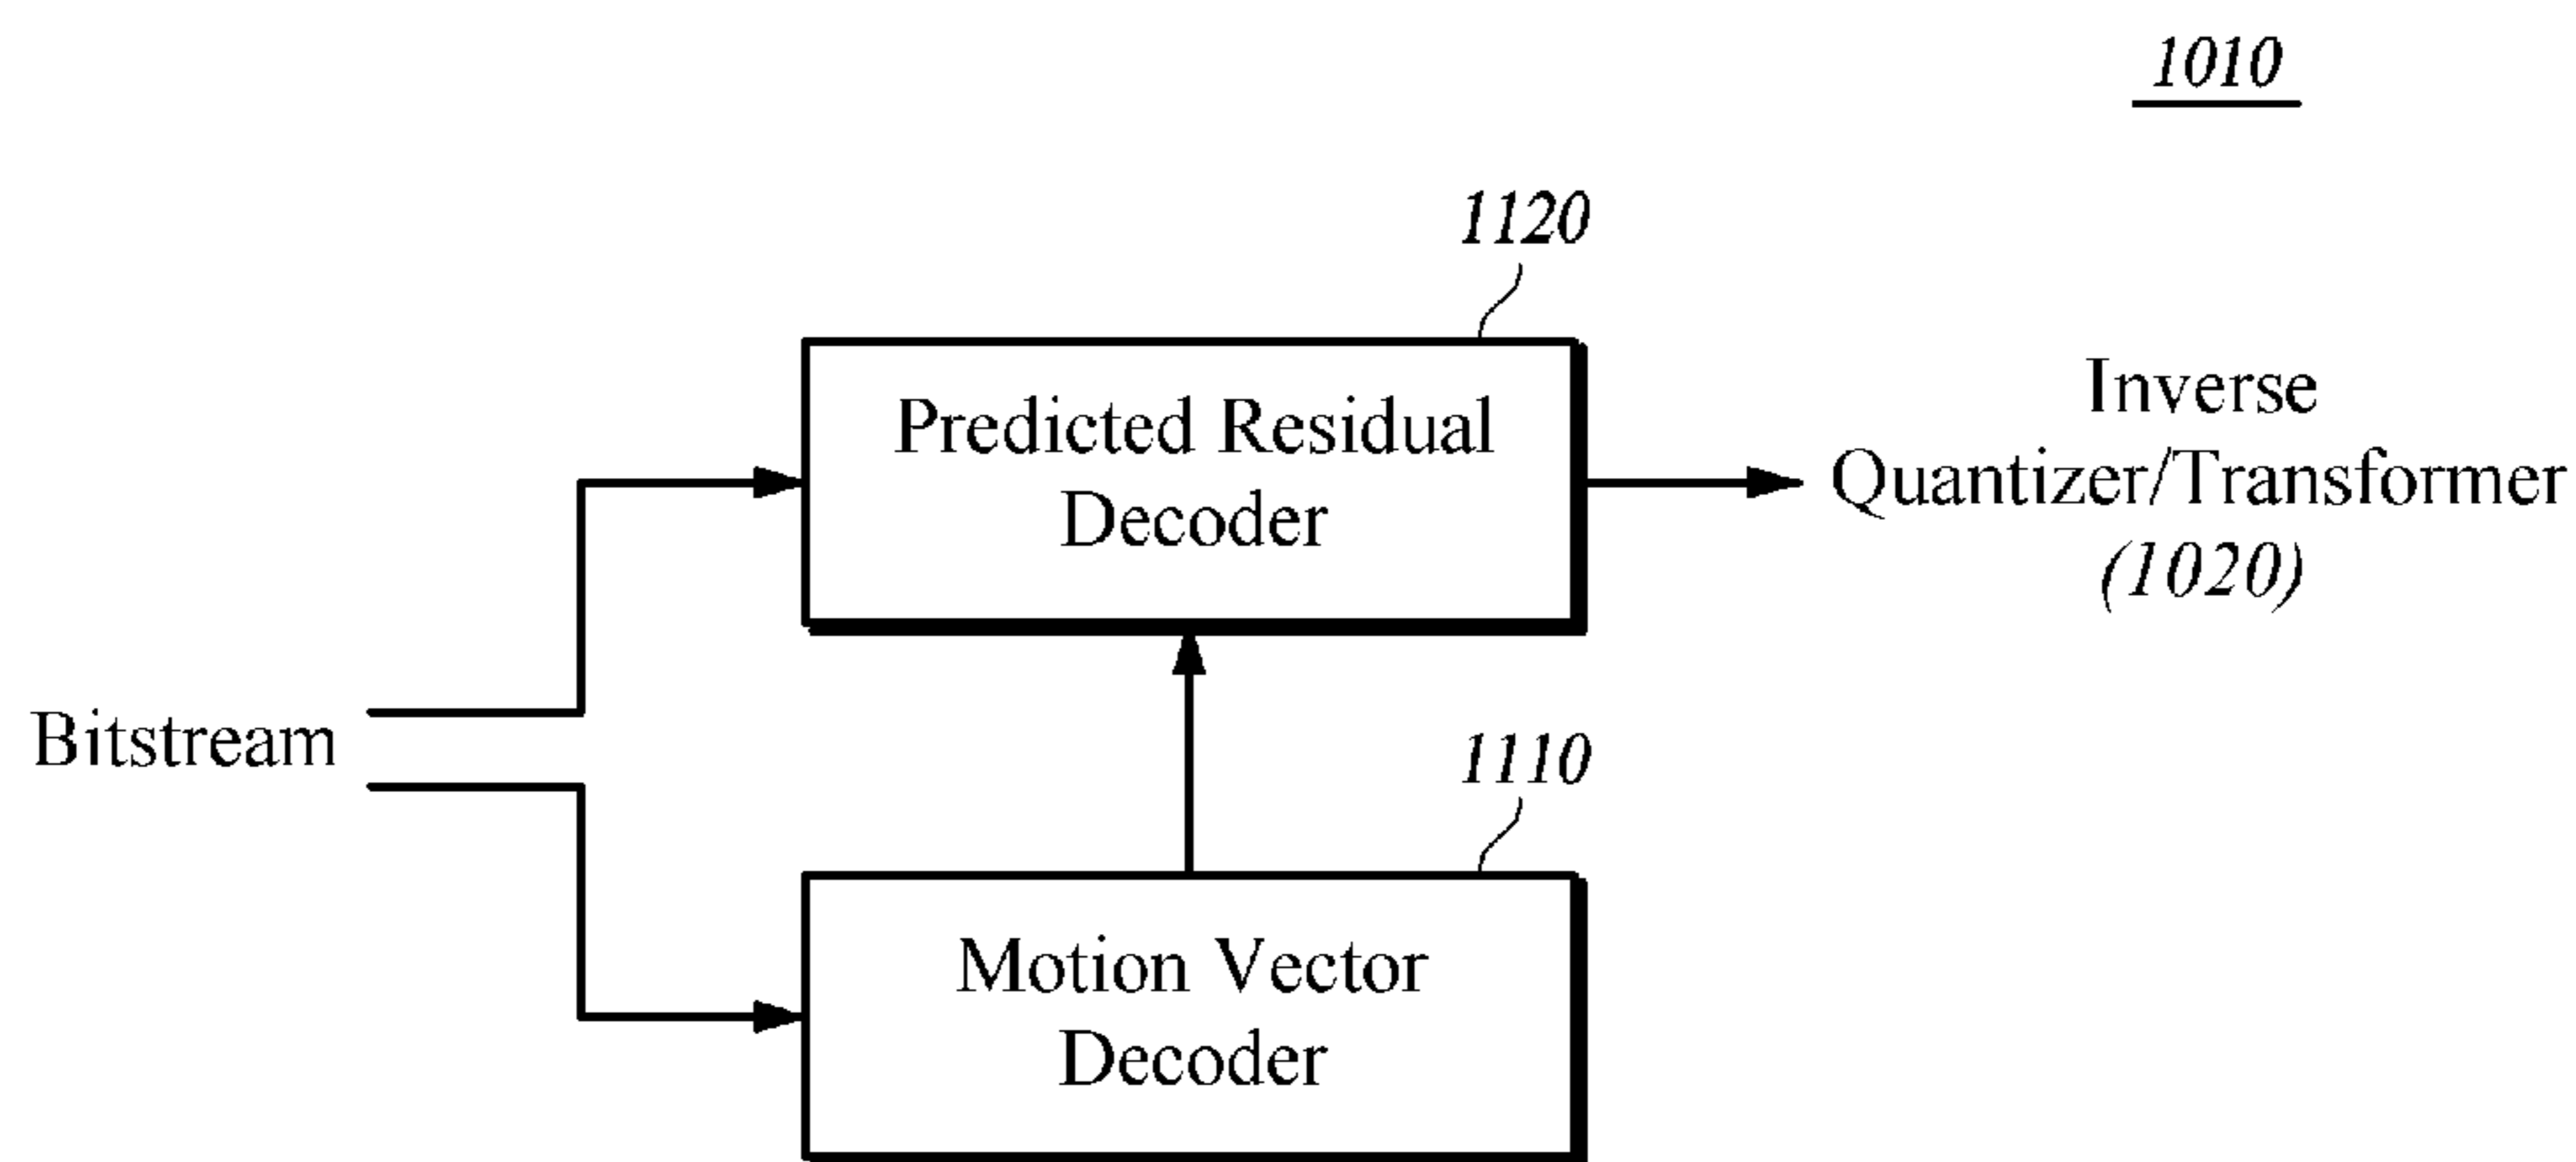 1010
1120
Predicted Residual
Decoder
Inverse
Quantizer/Transformer
(1020)
Bitstream
1110
Motion Vector
Decoder